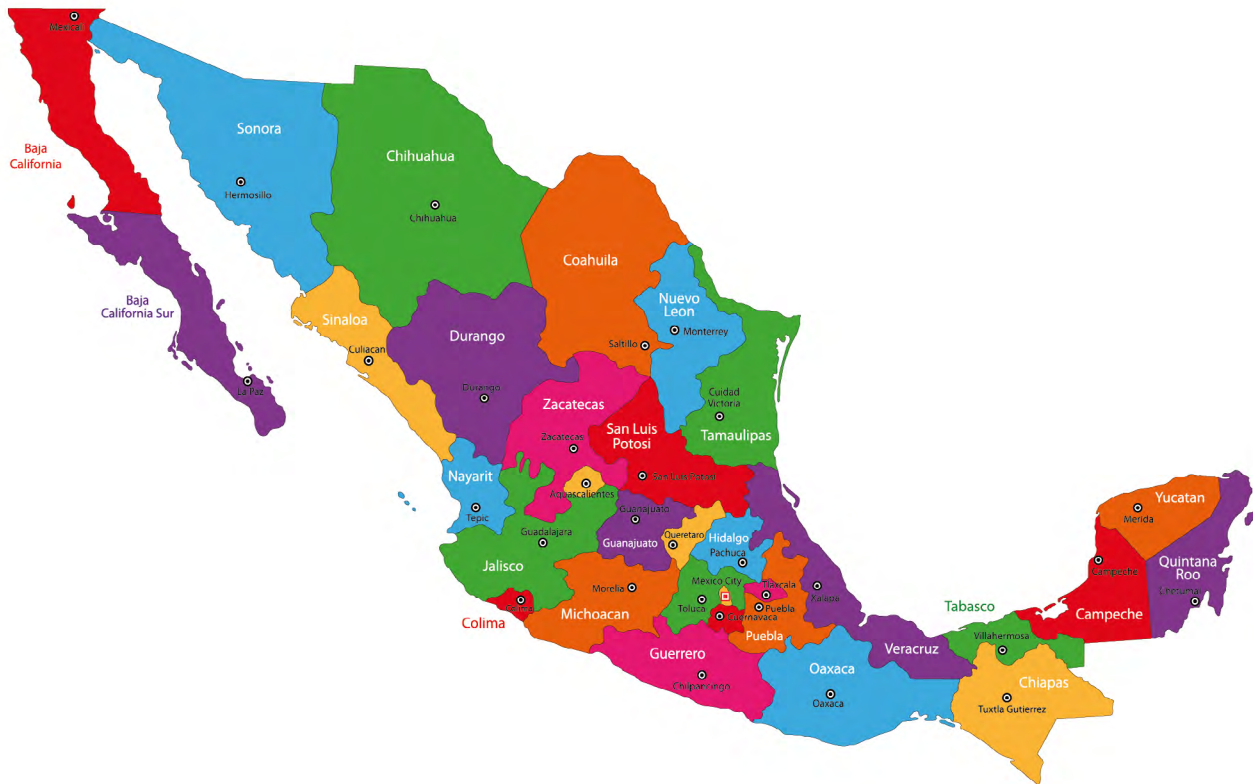 Mexicali
Sonora
Baja
California
Hermosillo
Chihuahua
Chihuahua
Coahuila
Baja
California Sur
La Paz
Sinaloa
Culiacan
Durango
Durango
Nuevo
Leon
Monterrey
Saltillo
Cuidad
Victoria
Tamaulipas
Zacatecas
Zacatecas
San Luis
Potosi
San Luis Potosi
Nayarit
Tepic
Aguascalientes
Guanajuato
Guanajuato
Queretaro
Hidalgo
Pachuca
Guadalajara
Jalisco
Colima
Colima
Morelia
Michoacan
Mexico City
Toluca
Tlaxcala
Cuernavaca
Puebla
Puebla
Xalapa
Veracruz
Guerrero
Chilpancingo
Oaxaca
Oaxaca
Tabasco
Villahermosa
Chiapas
Tuxtla Gutierrez
Yucatan
Merida
Campeche
Campeche
Quintana
Roo
Chetuma